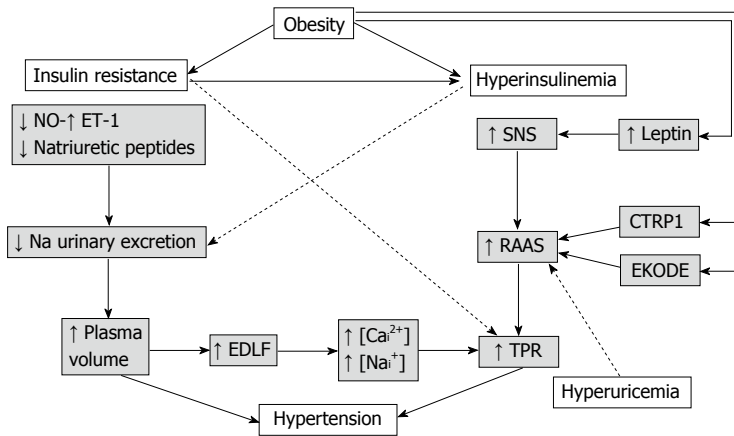 Obesity
Insulin resistance
Hyperinsulinemia
↓ NO-↑ ET-1
↓ Natriuretic peptides
↑ SNS
↑ Leptin
↓ Na urinary excretion
↑ RAAS
CTRP1
EKODE
↑ Plasma
volume
↑ EDLF
↑ [Cai²⁺]
↑ [Nai⁺]
↑ TPR
Hyperuricemia
Hypertension